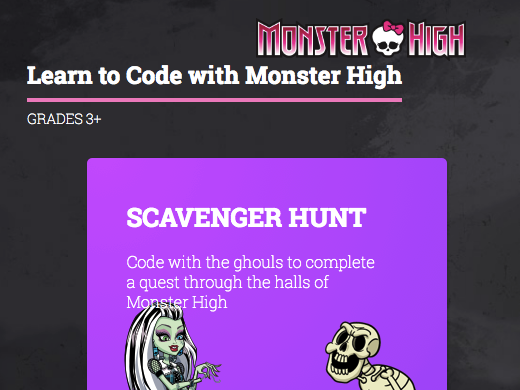 MONSTER HIGH
Learn to Code with Monster High
GRADES 3+
SCAVENGER HUNT
Code with the ghouls to complete
a quest through the halls of
Monster High